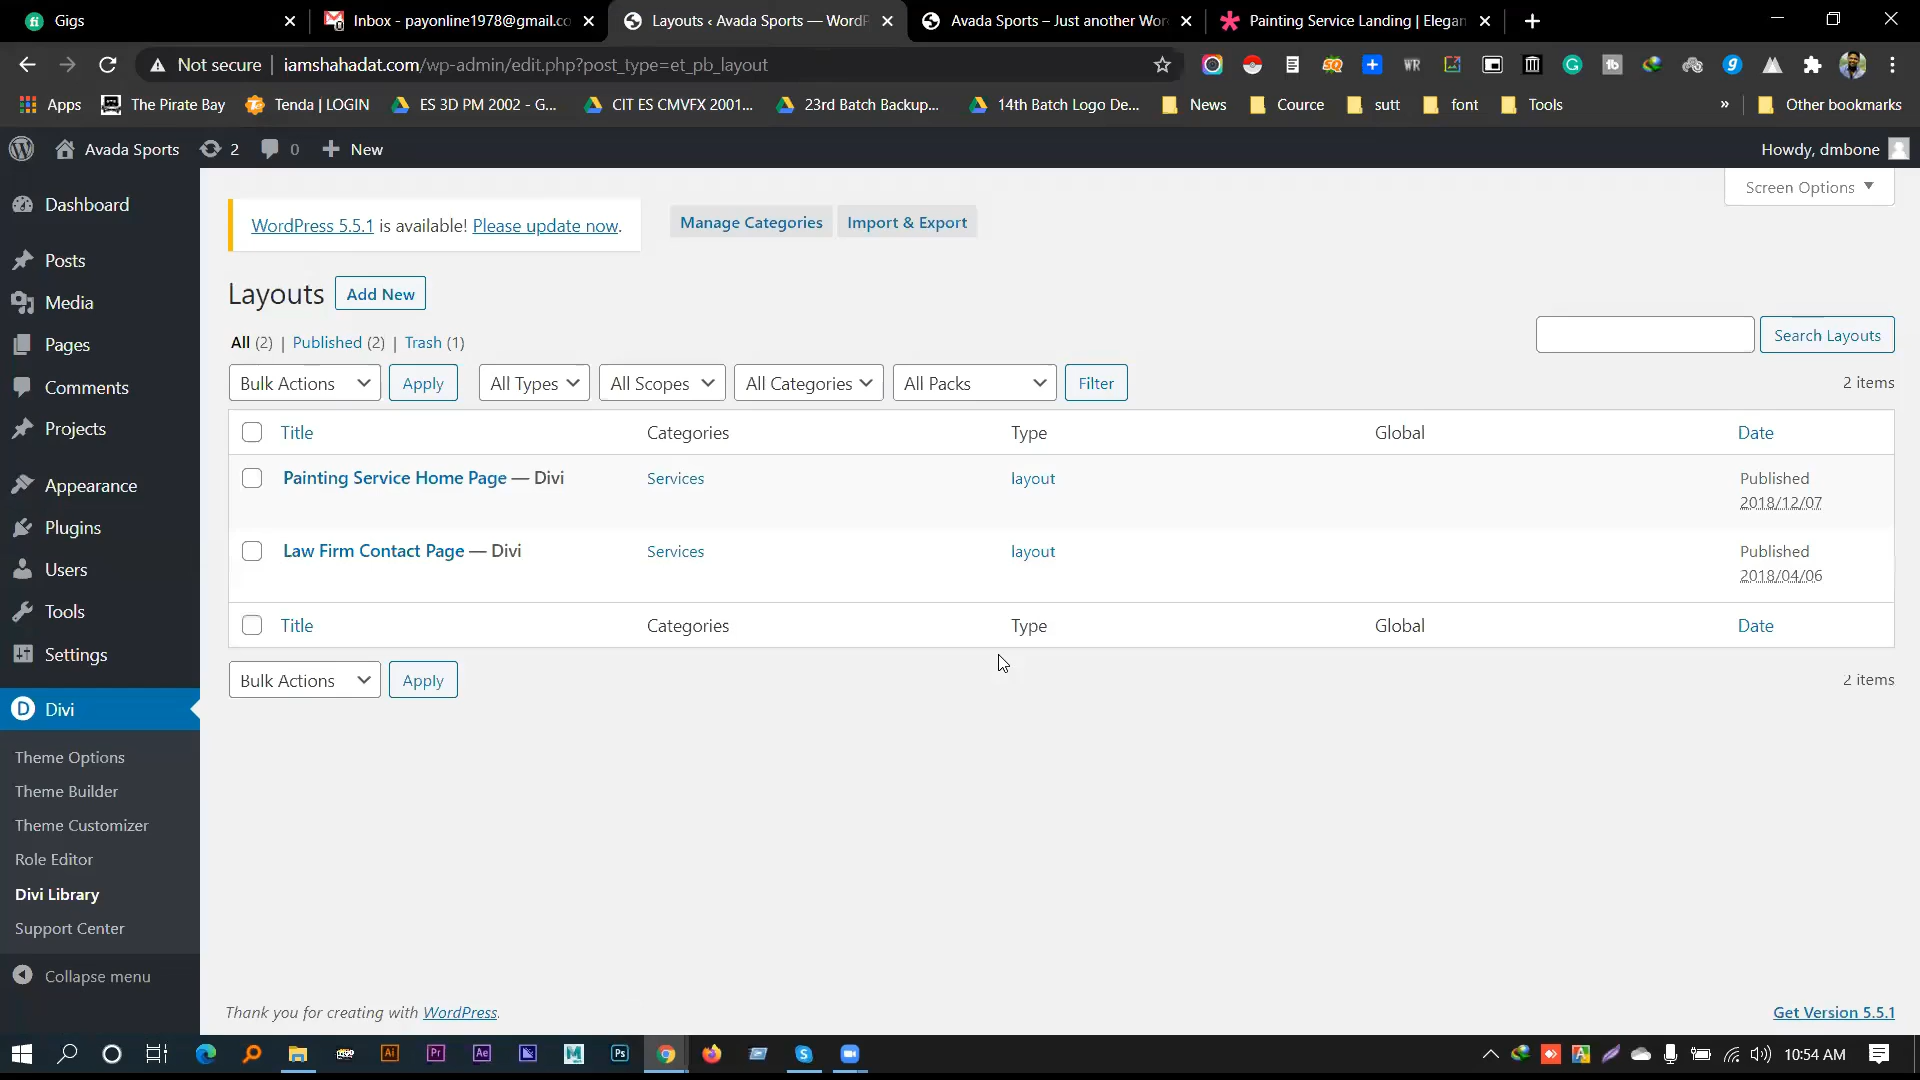 Gigs
Inbox - payonline1978@gmail.co
Layouts ‹ Avada Sports — WordP
Avada Sports – Just another Wor
Painting Service Landing | Elegan
Not secure
iamshahadat.com/wp-admin/edit.php?post_type=et_pb_layout
Apps
The Pirate Bay
Tenda | LOGIN
ES 3D PM 2002 - G...
CIT ES CMVFX 2001...
23rd Batch Backup...
14th Batch Logo De...
News
Cource
sutt
font
Tools
Other bookmarks
Avada Sports
2
0
New
Howdy, dmbone
Dashboard
Posts
Media
Pages
Comments
Projects
Appearance
Plugins
Users
Tools
Settings
Divi
Theme Options
Theme Builder
Theme Customizer
Role Editor
Divi Library
Support Center
Collapse menu
Screen Options
WordPress 5.5.1 is available! Please update now.
Manage Categories
Import & Export
Layouts
Add New
All (2) | Published (2) | Trash (1)
Search Layouts
Bulk Actions
Apply
All Types
All Scopes
All Categories
All Packs
Filter
2 items
Title
Categories
Type
Global
Date
Painting Service Home Page — Divi
Services
layout
Published
2018/12/07
Law Firm Contact Page — Divi
Services
layout
Published
2018/04/06
Title
Categories
Type
Global
Date
Bulk Actions
Apply
2 items
Thank you for creating with WordPress.
Get Version 5.5.1
10:54 AM